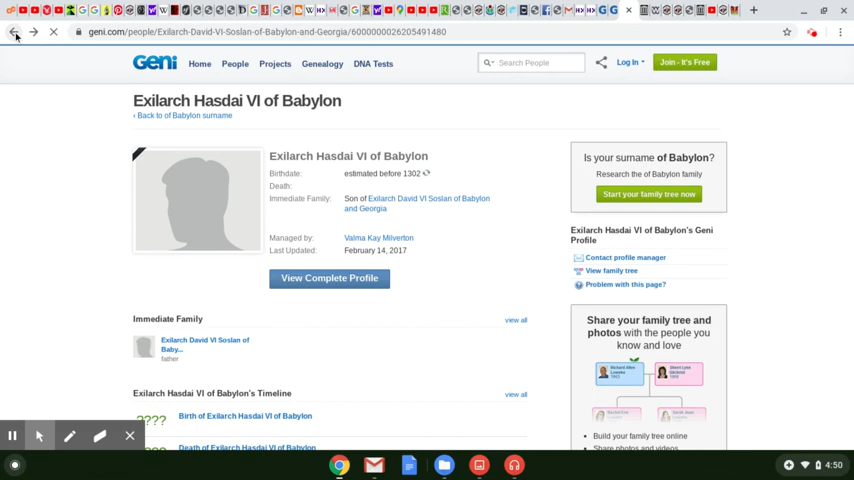 geni.com/people/Exilarch-David-VI-Soslan-of-Babylon-and-Georgia/6000000026205491480
Geni
Home People Projects Genealogy DNA Tests
Search People
Log In
Join - It's Free
Exilarch Hasdai VI of Babylon
‹ Back to of Babylon surname
Exilarch Hasdai VI of Babylon
Birthdate: estimated before 1302
Death:
Immediate Family: Son of Exilarch David VI Soslan of Babylon
and Georgia
Managed by: Valma Kay Milverton
Last Updated: February 14, 2017
View Complete Profile
Immediate Family view all
Exilarch David VI Soslan of
Baby...
father
Exilarch Hasdai VI of Babylon's Timeline view all
???? Birth of Exilarch Hasdai VI of Babylon
???? Death of Exilarch Hasdai VI of Babylon
Is your surname
of Babylon?
Research the of Babylon family
Start your family tree now
Exilarch Hasdai VI of Babylon's Geni
Profile
Contact profile manager
View family tree
Problem with this page?
Share your family tree and
photos with the people you
know and love
Build your family tree online
Share photos and videos
4:50